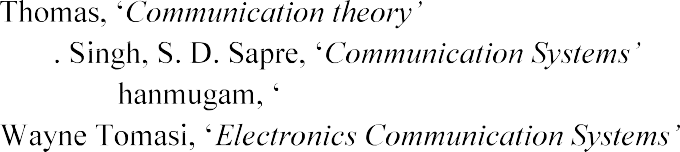 Thomas, ‘Communication theory’
. Singh, S. D. Sapre, ‘Communication Systems’
hanmugam, ‘
Wayne Tomasi, ‘Electronics Communication Systems’